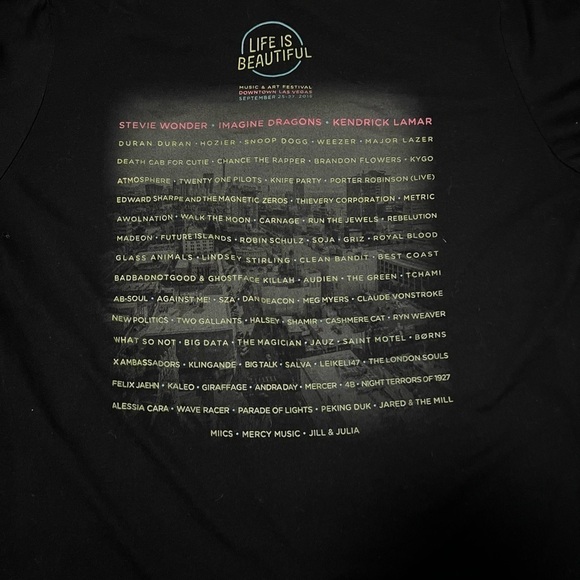 LIFE IS
BEAUTIFUL
MUSIC & ART FESTIVAL
DOWNTOWN LAS VEGAS
SEPTEMBER 25-27, 2015
STEVIE WONDER • IMAGINE DRAGONS • KENDRICK LAMAR
DURAN DURAN • HOZIER • SNOOP DOGG • WEEZER • MAJOR LAZER
DEATH CAB FOR CUTIE • CHANCE THE RAPPER • BRANDON FLOWERS • KYGO
ATMOSPHERE • TWENTY ONE PILOTS • KNIFE PARTY • PORTER ROBINSON (LIVE)
EDWARD SHARPE AND THE MAGNETIC ZEROS • THIEVERY CORPORATION • METRIC
AWOLNATION • WALK THE MOON • CARNAGE • RUN THE JEWELS • REBELUTION
MADEON • FUTURE ISLANDS • ROBIN SCHULZ • SOJA • GRIZ • ROYAL BLOOD
GLASS ANIMALS • LINDSEY STIRLING • CLEAN BANDIT • BEST COAST
BADBADNOTGOOD & GHOSTFACE KILLAH • AUDIEN • THE GREEN • TCHAMI
AB-SOUL • AGAINST ME! • SZA • DAN DEACON • MEG MYERS • CLAUDE VONSTROKE
NEW POLITICS • TWO GALLANTS • HALSEY • SHAMIR • CASHMERE CAT • RYN WEAVER
WHAT SO NOT • BIG DATA • THE MAGICIAN • JAUZ • SAINT MOTEL • BØRNS
X AMBASSADORS • KLINGANDE • BIG TALK • SALVA • LEIKELI47 • THE LONDON SOULS
FELIX JAEHN • KALEO • GIRAFFAGE • ANDRA DAY • MERCER • 4B • NIGHT TERRORS OF 1927
ALESSIA CARA • WAVE RACER • PARADE OF LIGHTS • PEKING DUK • JARED & THE MILL
MIICS • MERCY MUSIC • JILL & JULIA